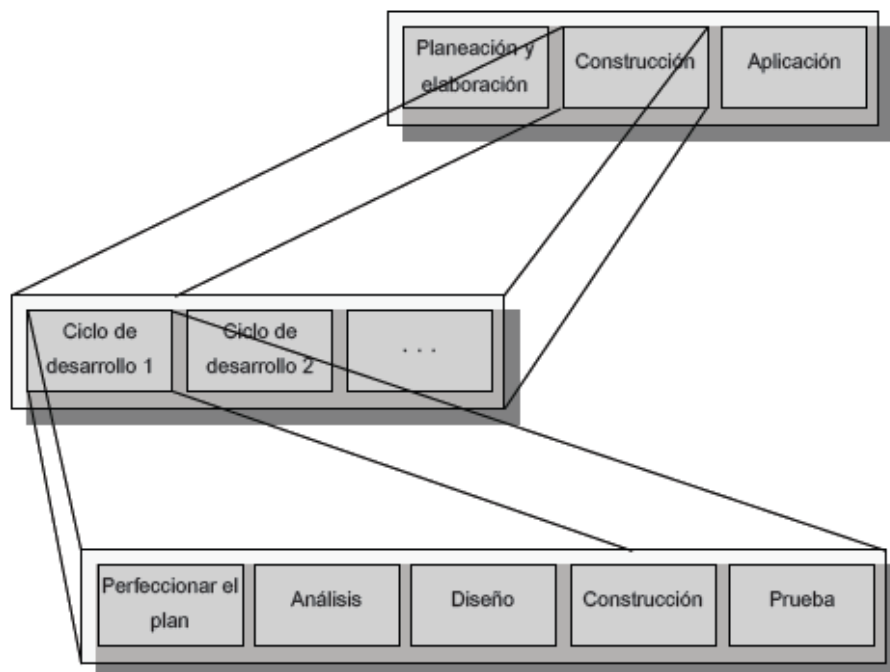 Planeación y
elaboración
Construcción
Aplicación
Ciclo de
desarrollo 1
Ciclo de
desarrollo 2
. . .
Perfeccionar el
plan
Análisis
Diseño
Construcción
Prueba